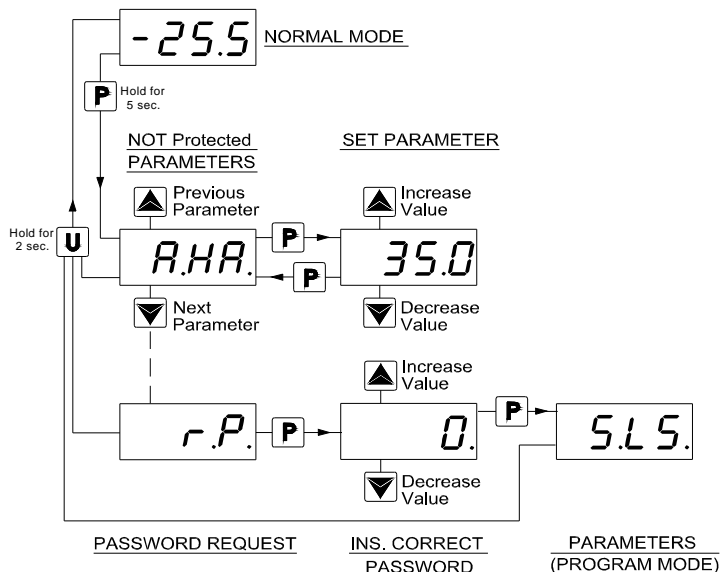 -25.5
NORMAL MODE
P
Hold for
5 sec.
NOT Protected
PARAMETERS
SET PARAMETER
Previous
Parameter
Increase
Value
Hold for
2 sec.
U
P
A.HA.
35.0
P
Next
Parameter
Decrease
Value
Increase
Value
r.P.
P
0.
P
S.L S.
Decrease
Value
PASSWORD REQUEST
INS. CORRECT
PASSWORD
PARAMETERS
(PROGRAM MODE)